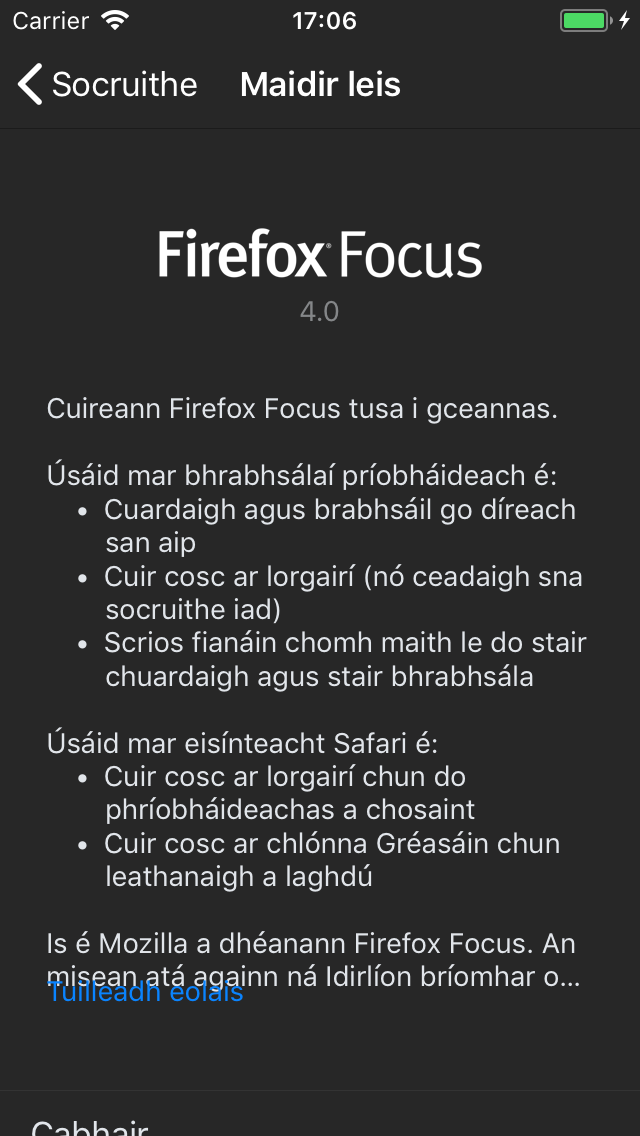 Carrier 17:06
Socruithe Maidir leis
Firefox Focus
4.0
Cuireann Firefox Focus tusa i gceannas.
Úsáid mar bhrabhsálaí príobháideach é:
• Cuardaigh agus brabhsáil go díreach
san aip
• Cuir cosc ar lorgairí (nó ceadaigh sna
socruithe iad)
• Scrios fianáin chomh maith le do stair
chuardaigh agus stair bhrabhsála
Úsáid mar eisínteacht Safari é:
• Cuir cosc ar lorgairí chun do
phríobháideachas a chosaint
• Cuir cosc ar chlónna Gréasáin chun
leathanaigh a laghdú
Is é Mozilla a dhéanann Firefox Focus. An
misean atá againn ná Idirlíon bríomhar o...
Tuilleadh eolais
Cabhair